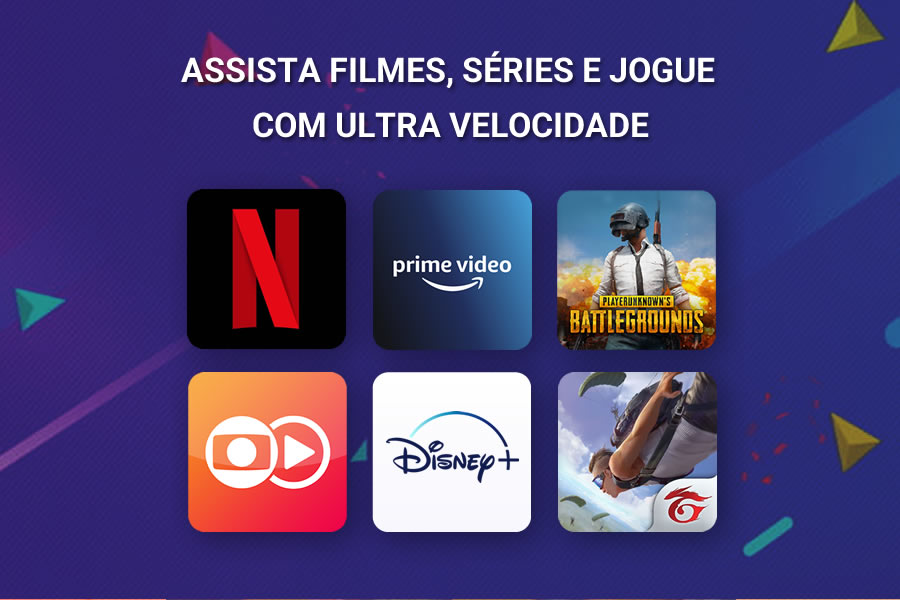 ASSISTA FILMES, SÉRIES E JOGUE
COM ULTRA VELOCIDADE
N
prime video
PLAYERUNKNOWN'S
BATTLEGROUNDS
Disney+